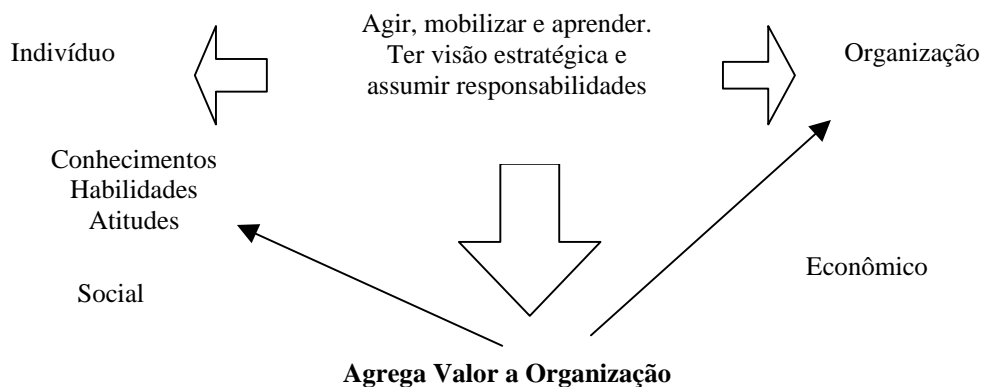 Indivíduo
Agir, mobilizar e aprender.
Ter visão estratégica e
assumir responsabilidades
Organização
Conhecimentos
Habilidades
Atitudes
Econômico
Social
Agrega Valor a Organização